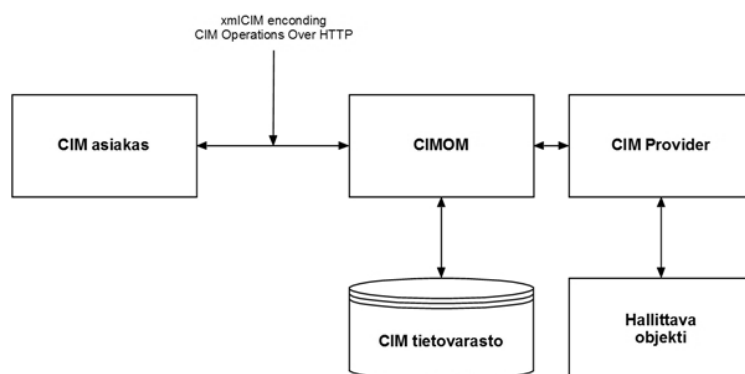 xmlCIM enconding
CIM Operations Over HTTP
CIM asiakas
CIMOM
CIM Provider
CIM tietovarasto
Hallittava
objekti